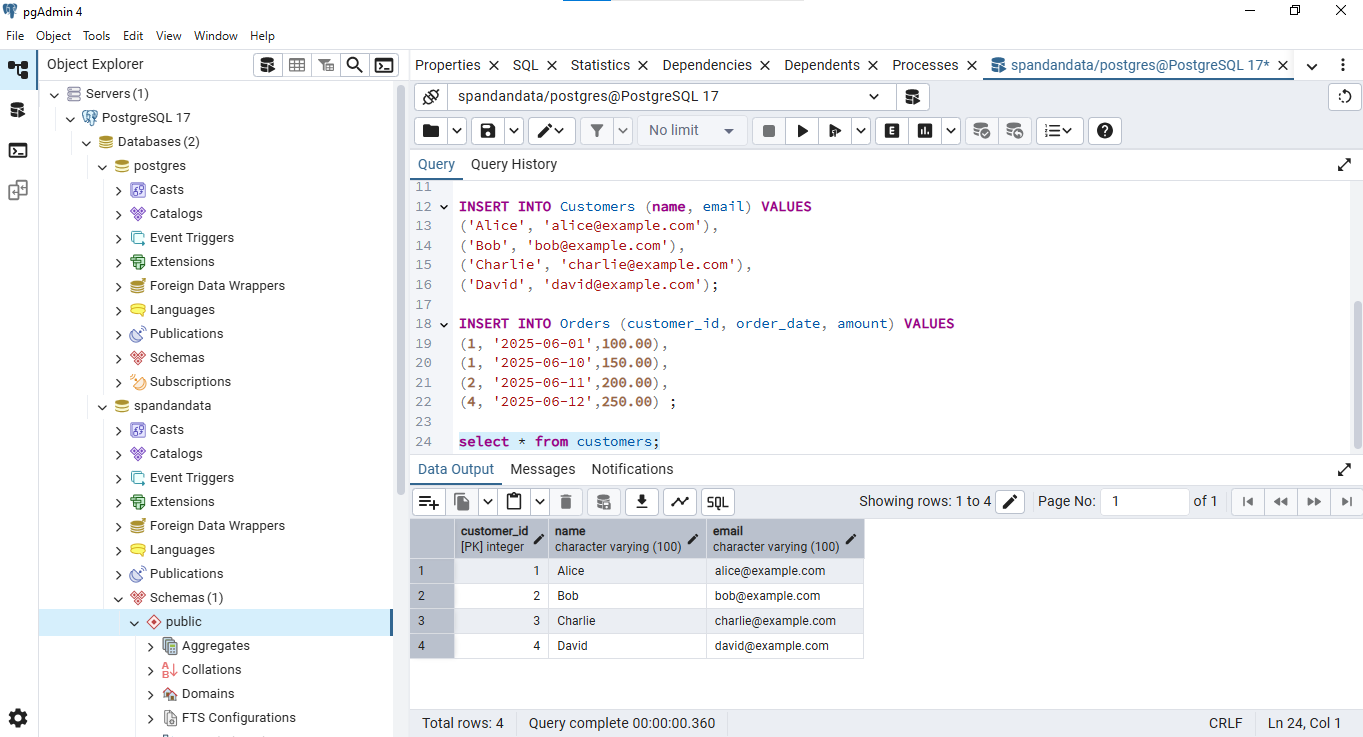 pgAdmin 4
File Object Tools Edit View Window Help
Object Explorer
Servers (1)
PostgreSQL 17
Databases (2)
postgres
Casts
Catalogs
Event Triggers
Extensions
Foreign Data Wrappers
Languages
Publications
Schemas
Subscriptions
spandandata
Casts
Catalogs
Event Triggers
Extensions
Foreign Data Wrappers
Languages
Publications
Schemas (1)
public
Aggregates
Collations
Domains
FTS Configurations
Properties SQL Statistics Dependencies Dependents Processes spandandata/postgres@PostgreSQL 17*
spandandata/postgres@PostgreSQL 17
No limit E
Query Query History
11
12 INSERT INTO Customers (name, email) VALUES
13 ('Alice', 'alice@example.com'),
14 ('Bob', 'bob@example.com'),
15 ('Charlie', 'charlie@example.com'),
16 ('David', 'david@example.com');
17
18 INSERT INTO Orders (customer_id, order_date, amount) VALUES
19 (1, '2025-06-01',100.00),
20 (1, '2025-06-10',150.00),
21 (2, '2025-06-11',200.00),
22 (4, '2025-06-12',250.00) ;
23
24 select * from customers;
Data Output Messages Notifications
SQL Showing rows: 1 to 4 Page No: 1 of 1
customer_id name email
[PK] integer character varying (100) character varying (100)
1 1 Alice alice@example.com
2 2 Bob bob@example.com
3 3 Charlie charlie@example.com
4 4 David david@example.com
Total rows: 4 Query complete 00:00:00.360 CRLF Ln 24, Col 1